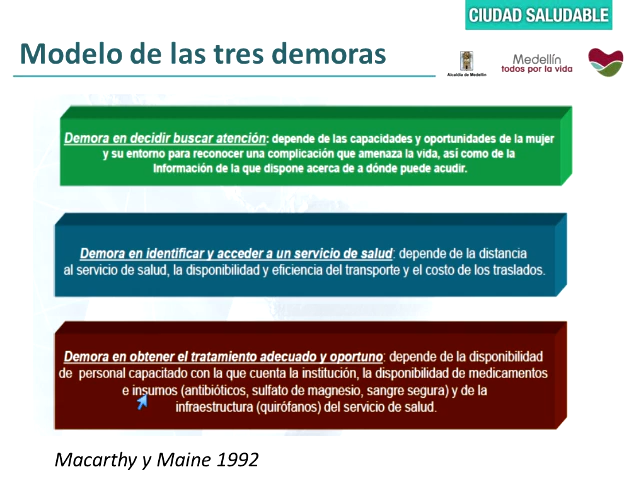 CIUDAD SALUDABLE
Modelo de las tres demoras
Alcaldía de Medellín
Medellín
todos por la vida
Demora en decidir buscar atención: depende de las capacidades y oportunidades de la mujer
y su entorno para reconocer una complicación que amenaza la vida, así como de la
Información de la que dispone acerca de a dónde puede acudir.
Demora en identificar y acceder a un servicio de salud: depende de la distancia
al servicio de salud, la disponibilidad y eficiencia del transporte y el costo de los traslados.
Demora en obtener el tratamiento adecuado y oportuno: depende de la disponibilidad
de personal capacitado con la que cuenta la institución, la disponibilidad de medicamentos
e insumos (antibióticos, sulfato de magnesio, sangre segura) y de la
infraestructura (quirófanos) del servicio de salud.
Macarthy y Maine 1992